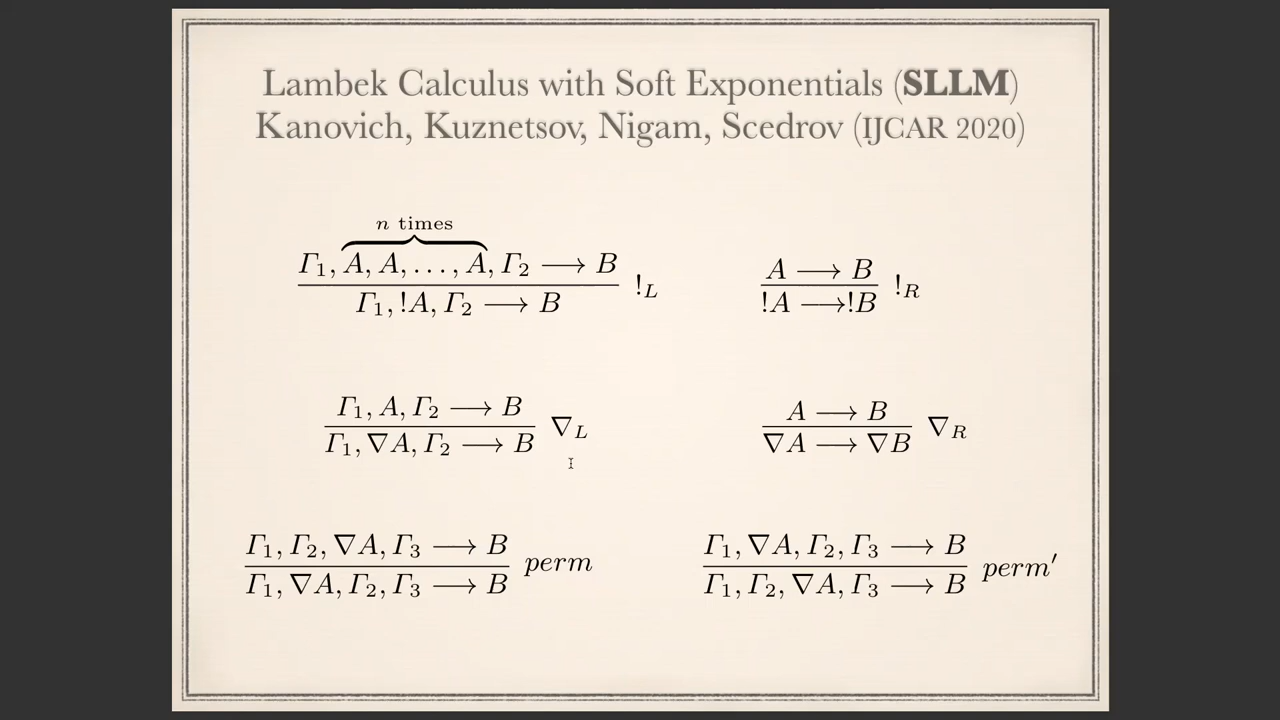 Lambek Calculus with Soft Exponentials (SLLM)
Kanovich, Kuznetsov, Nigam, Scedrov (IJCAR 2020)
n times
Γ₁, A, A, . . . , A, Γ₂ ⟶ B
Γ₁, !A, Γ₂ ⟶ B
!L
A ⟶ B
!A ⟶!B
!R
Γ₁, A, Γ₂ ⟶ B
Γ₁, ∇A, Γ₂ ⟶ B
∇L
A ⟶ B
∇A ⟶ ∇B
∇R
Γ₁, Γ₂, ∇A, Γ₃ ⟶ B
Γ₁, ∇A, Γ₂, Γ₃ ⟶ B
perm
Γ₁, ∇A, Γ₂, Γ₃ ⟶ B
Γ₁, Γ₂, ∇A, Γ₃ ⟶ B
perm′